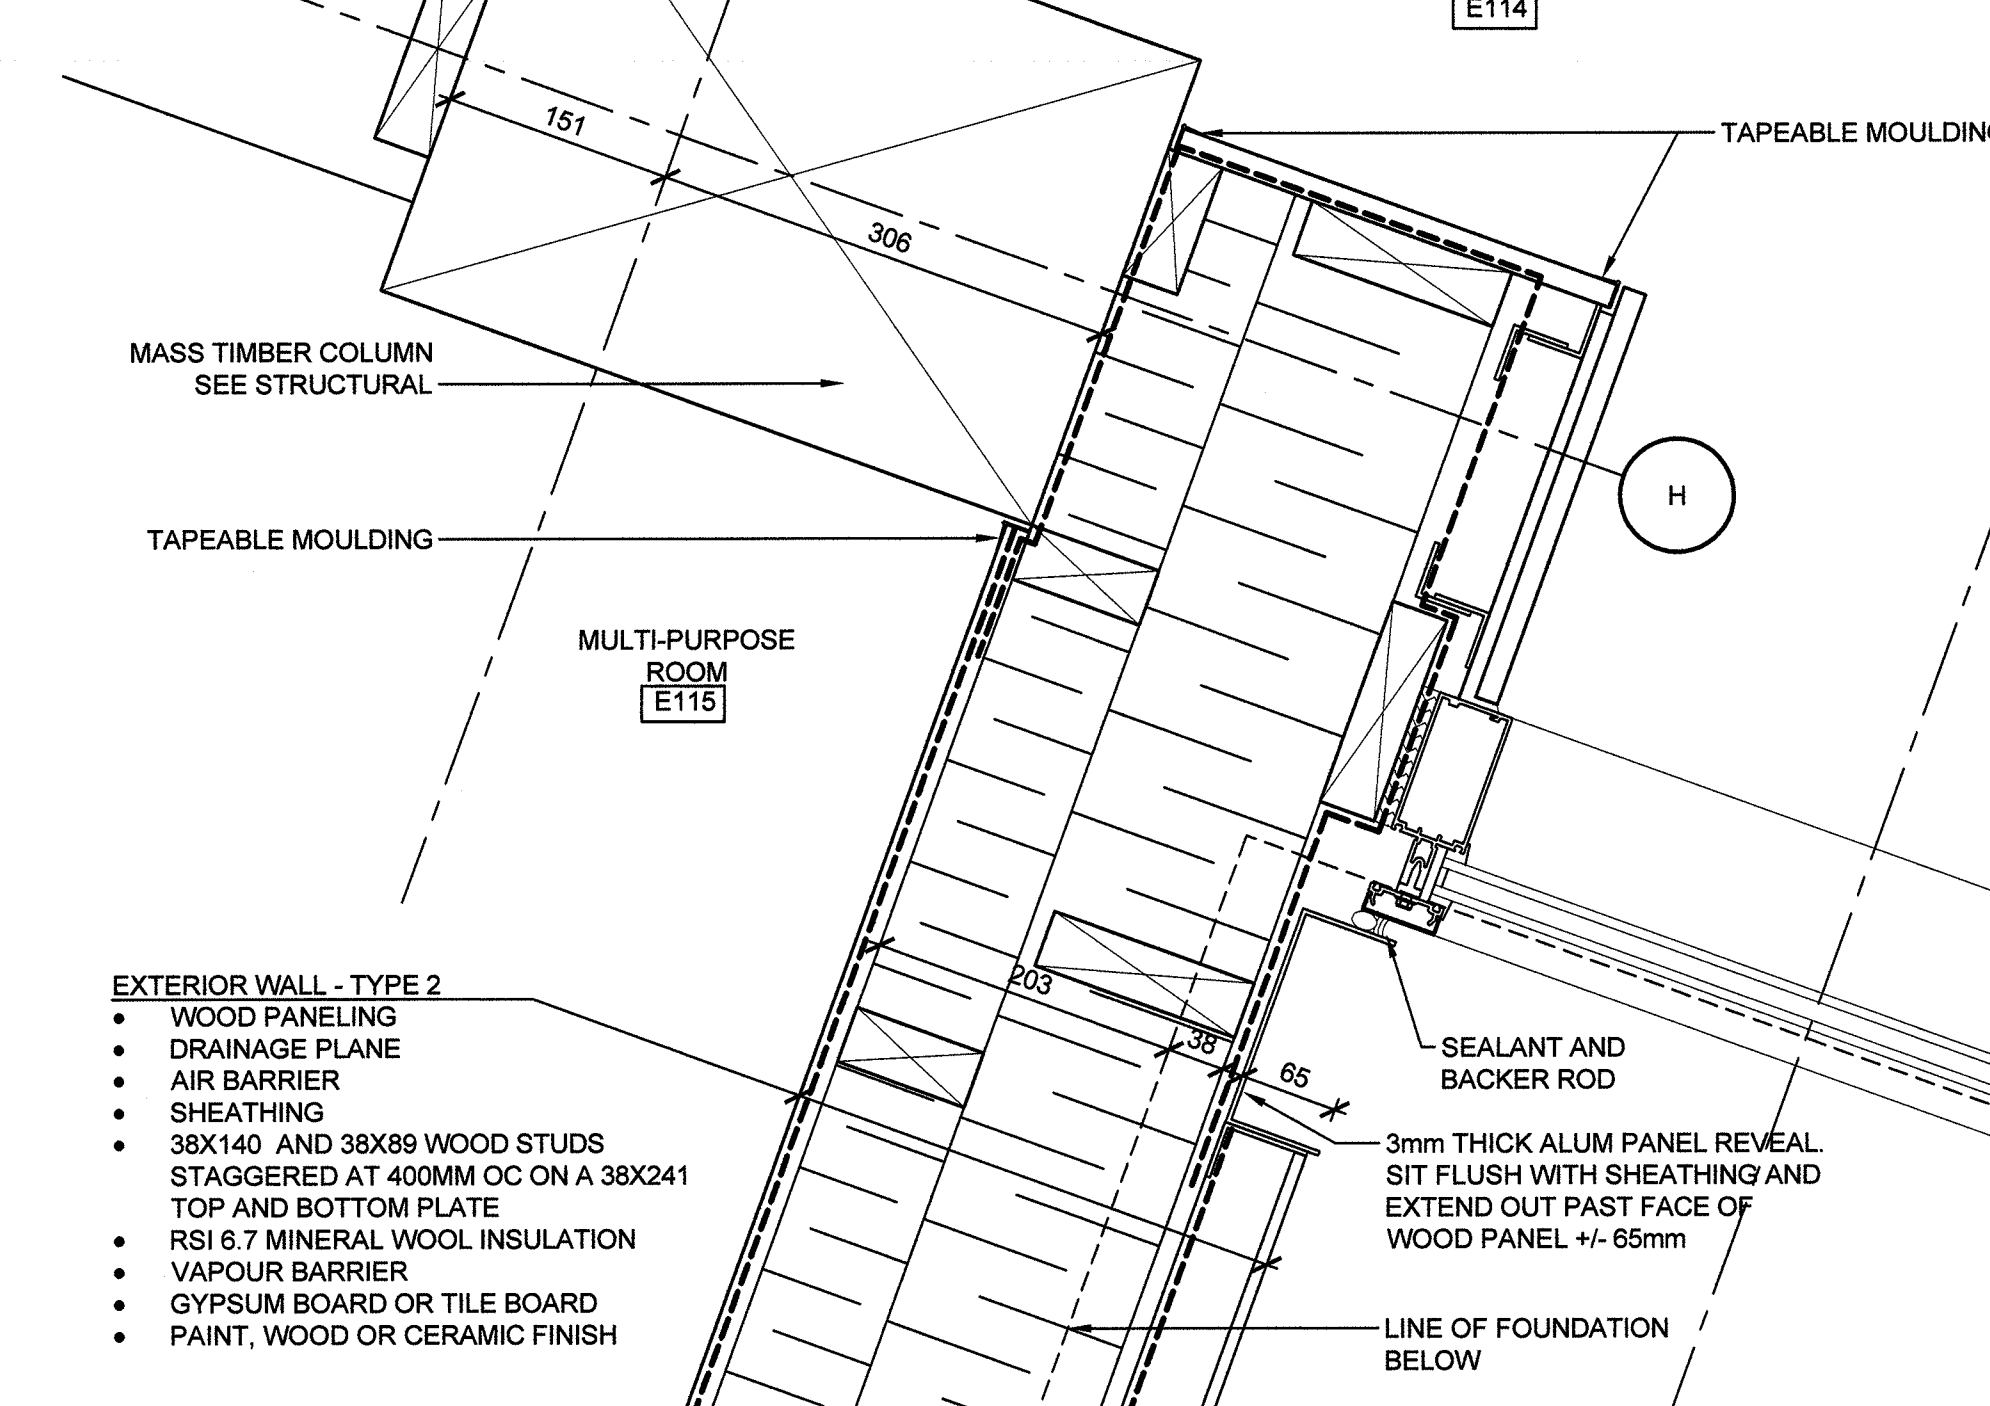 E114
151
TAPEABLE MOULDING
306
MASS TIMBER COLUMN
SEE STRUCTURAL
H
TAPEABLE MOULDING
MULTI-PURPOSE
ROOM
E115
EXTERIOR WALL - TYPE 2
• WOOD PANELING
• DRAINAGE PLANE
• AIR BARRIER
• SHEATHING
• 38X140 AND 38X89 WOOD STUDS
STAGGERED AT 400MM OC ON A 38X241
TOP AND BOTTOM PLATE
• RSI 6.7 MINERAL WOOL INSULATION
• VAPOUR BARRIER
• GYPSUM BOARD OR TILE BOARD
• PAINT, WOOD OR CERAMIC FINISH
203
38
65
SEALANT AND
BACKER ROD
3mm THICK ALUM PANEL REVEAL.
SIT FLUSH WITH SHEATHING AND
EXTEND OUT PAST FACE OF
WOOD PANEL +/- 65mm
LINE OF FOUNDATION
BELOW